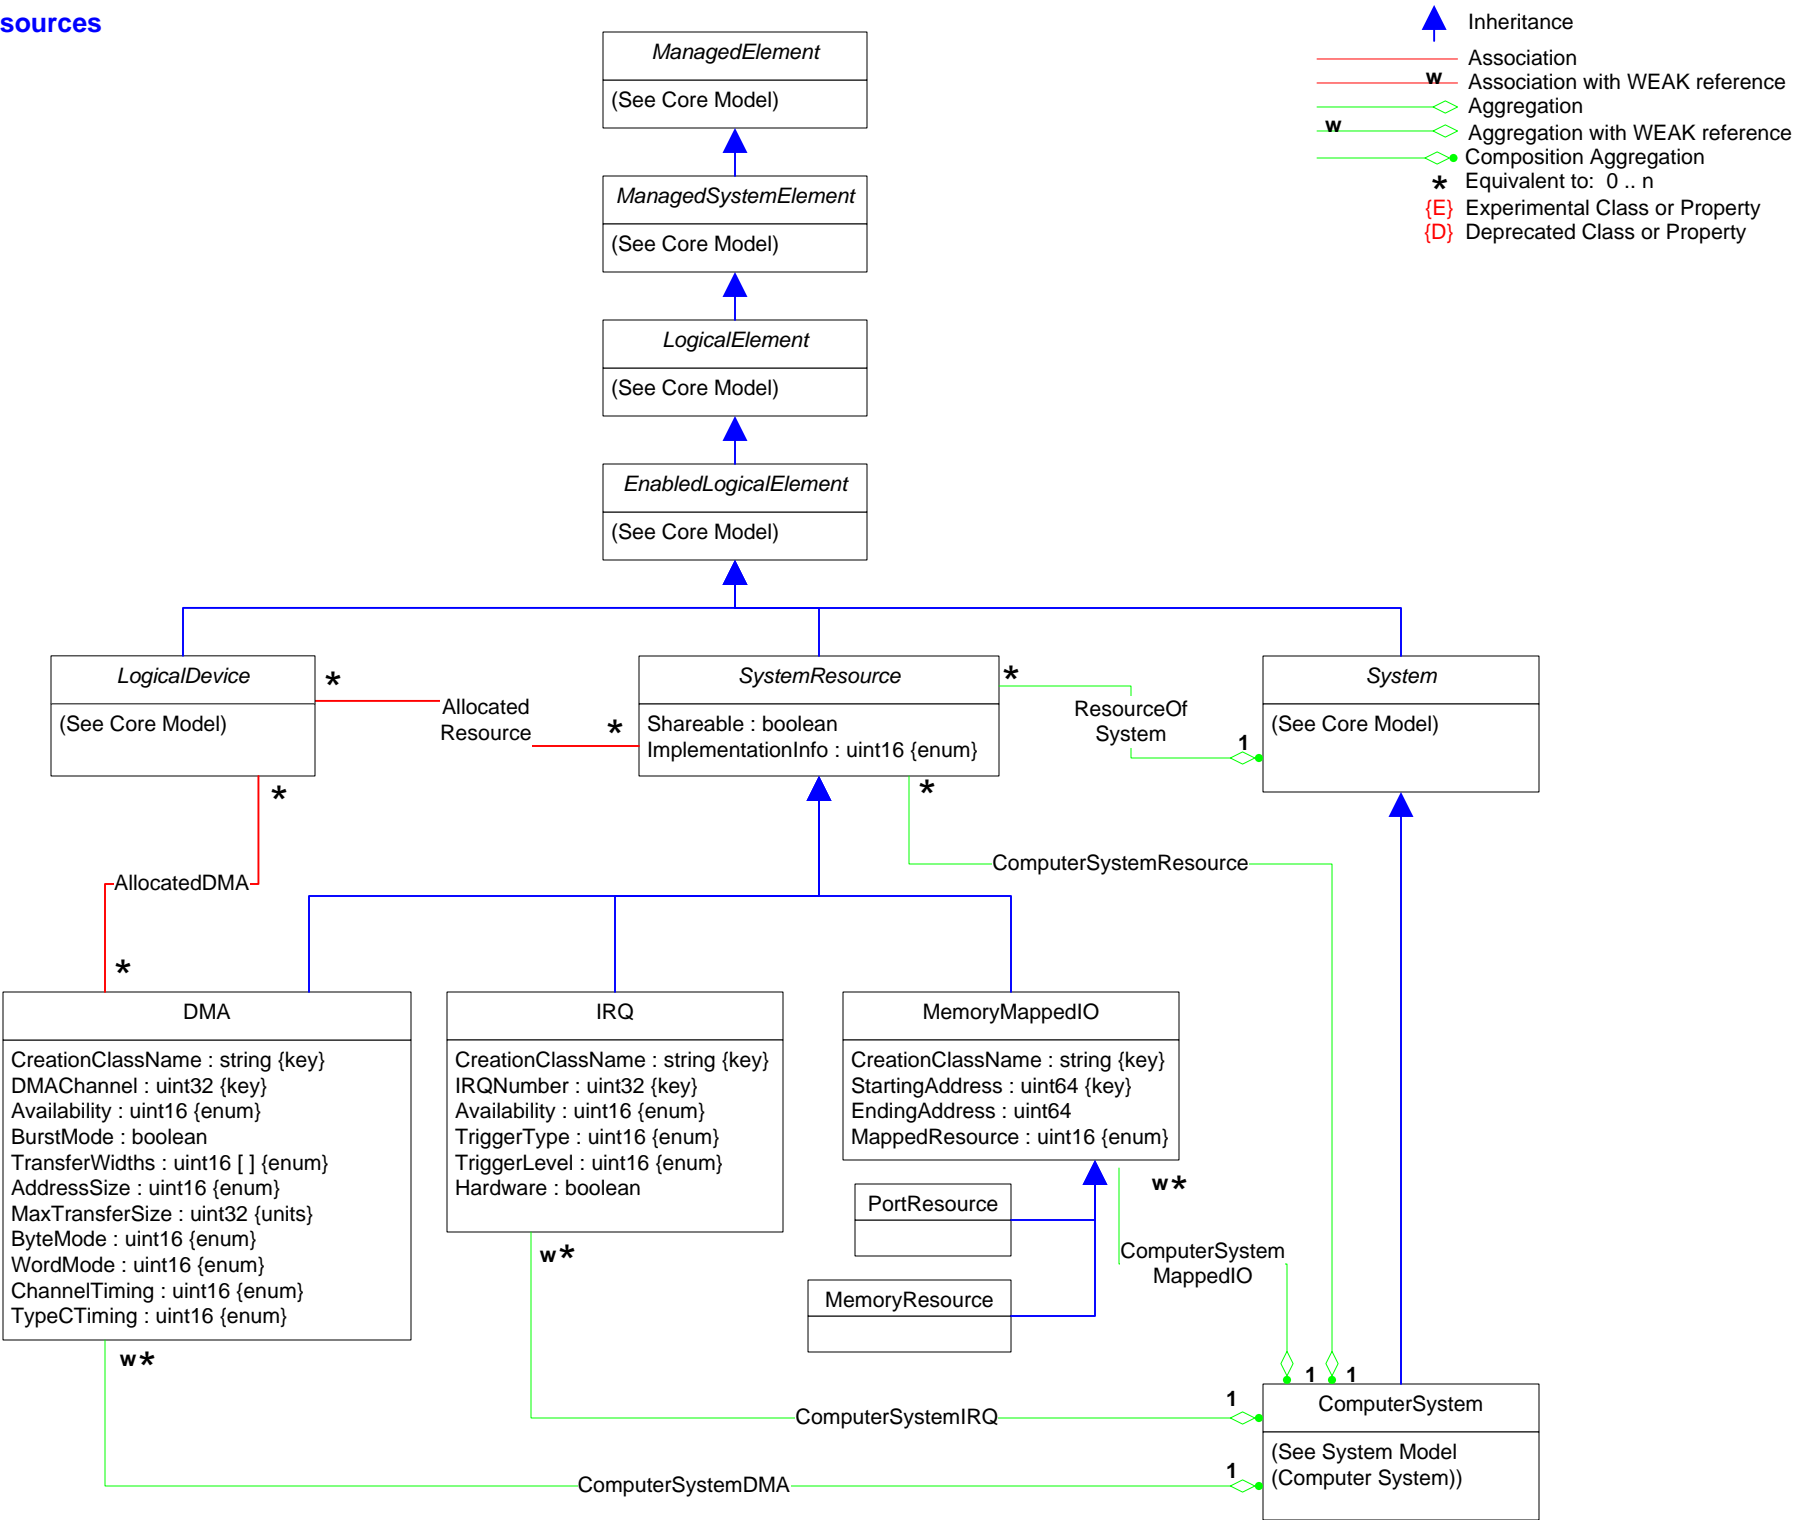 sources
Inheritance
Association
w
Association with WEAK reference
Aggregation
w
Aggregation with WEAK reference
Composition Aggregation
* Equivalent to: 0 .. n
{E} Experimental Class or Property
{D} Deprecated Class or Property
ManagedElement
(See Core Model)
ManagedSystemElement
(See Core Model)
LogicalElement
(See Core Model)
EnabledLogicalElement
(See Core Model)
LogicalDevice
(See Core Model)
*
*
Allocated
Resource
*
SystemResource
Shareable : boolean
ImplementationInfo : uint16 {enum}
*
*
ResourceOf
System
1
System
(See Core Model)
AllocatedDMA
*
ComputerSystemResource
DMA
CreationClassName : string {key}
DMAChannel : uint32 {key}
Availability : uint16 {enum}
BurstMode : boolean
TransferWidths : uint16 [ ] {enum}
AddressSize : uint16 {enum}
MaxTransferSize : uint32 {units}
ByteMode : uint16 {enum}
WordMode : uint16 {enum}
ChannelTiming : uint16 {enum}
TypeCTiming : uint16 {enum}
w*
IRQ
CreationClassName : string {key}
IRQNumber : uint32 {key}
Availability : uint16 {enum}
TriggerType : uint16 {enum}
TriggerLevel : uint16 {enum}
Hardware : boolean
w*
MemoryMappedIO
CreationClassName : string {key}
StartingAddress : uint64 {key}
EndingAddress : uint64
MappedResource : uint16 {enum}
w*
PortResource
MemoryResource
ComputerSystem
MappedIO
1
1
ComputerSystemIRQ
1
ComputerSystemDMA
1
ComputerSystem
(See System Model
(Computer System))